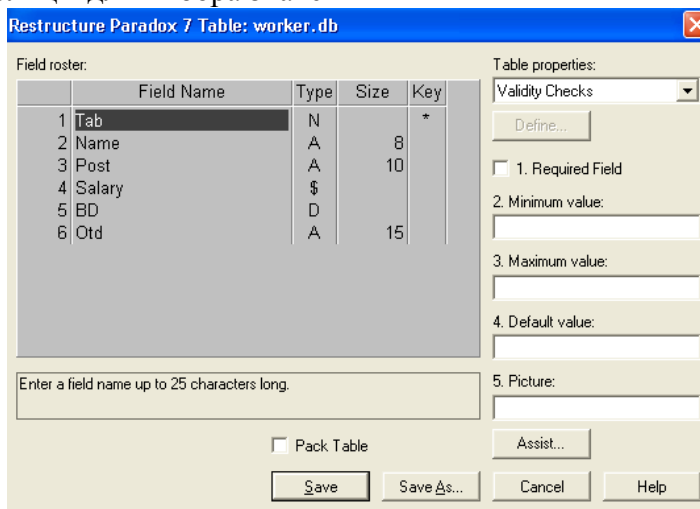 Restructure Paradox 7 Table: worker.db
Field roster:
Field Name Type Size Key
1 Tab N *
2 Name A 8
3 Post A 10
4 Salary $
5 BD D
6 Otd A 15
Enter a field name up to 25 characters long.
Pack Table
Save Save As...
Table properties:
Validity Checks
Define...
1. Required Field
2. Minimum value:
3. Maximum value:
4. Default value:
5. Picture:
Assist...
Cancel Help